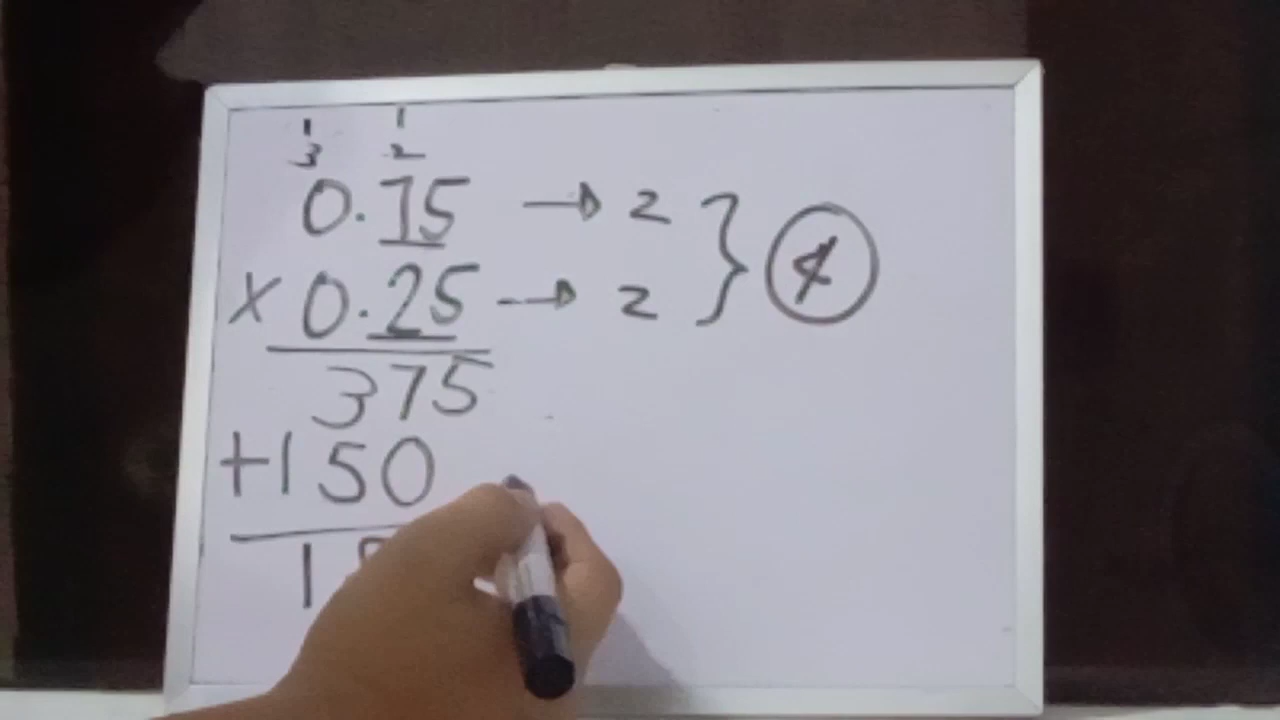 1 1
3 2
0.75 → 2
x 0.25 → 2 } 4
375
+150
1